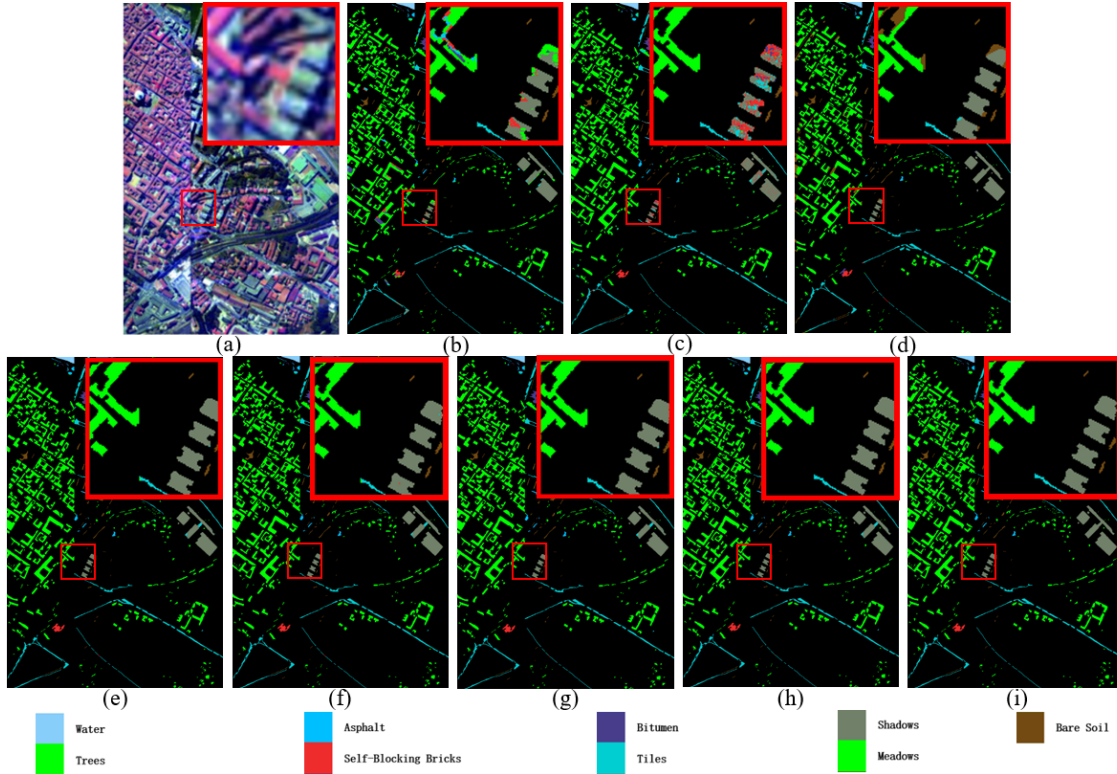 (a) (b) (c) (d)
(e) (f) (g) (h) (i)
Water Asphalt Bitumen Shadows Bare Soil
Trees Self-Blocking Bricks Tiles Meadows